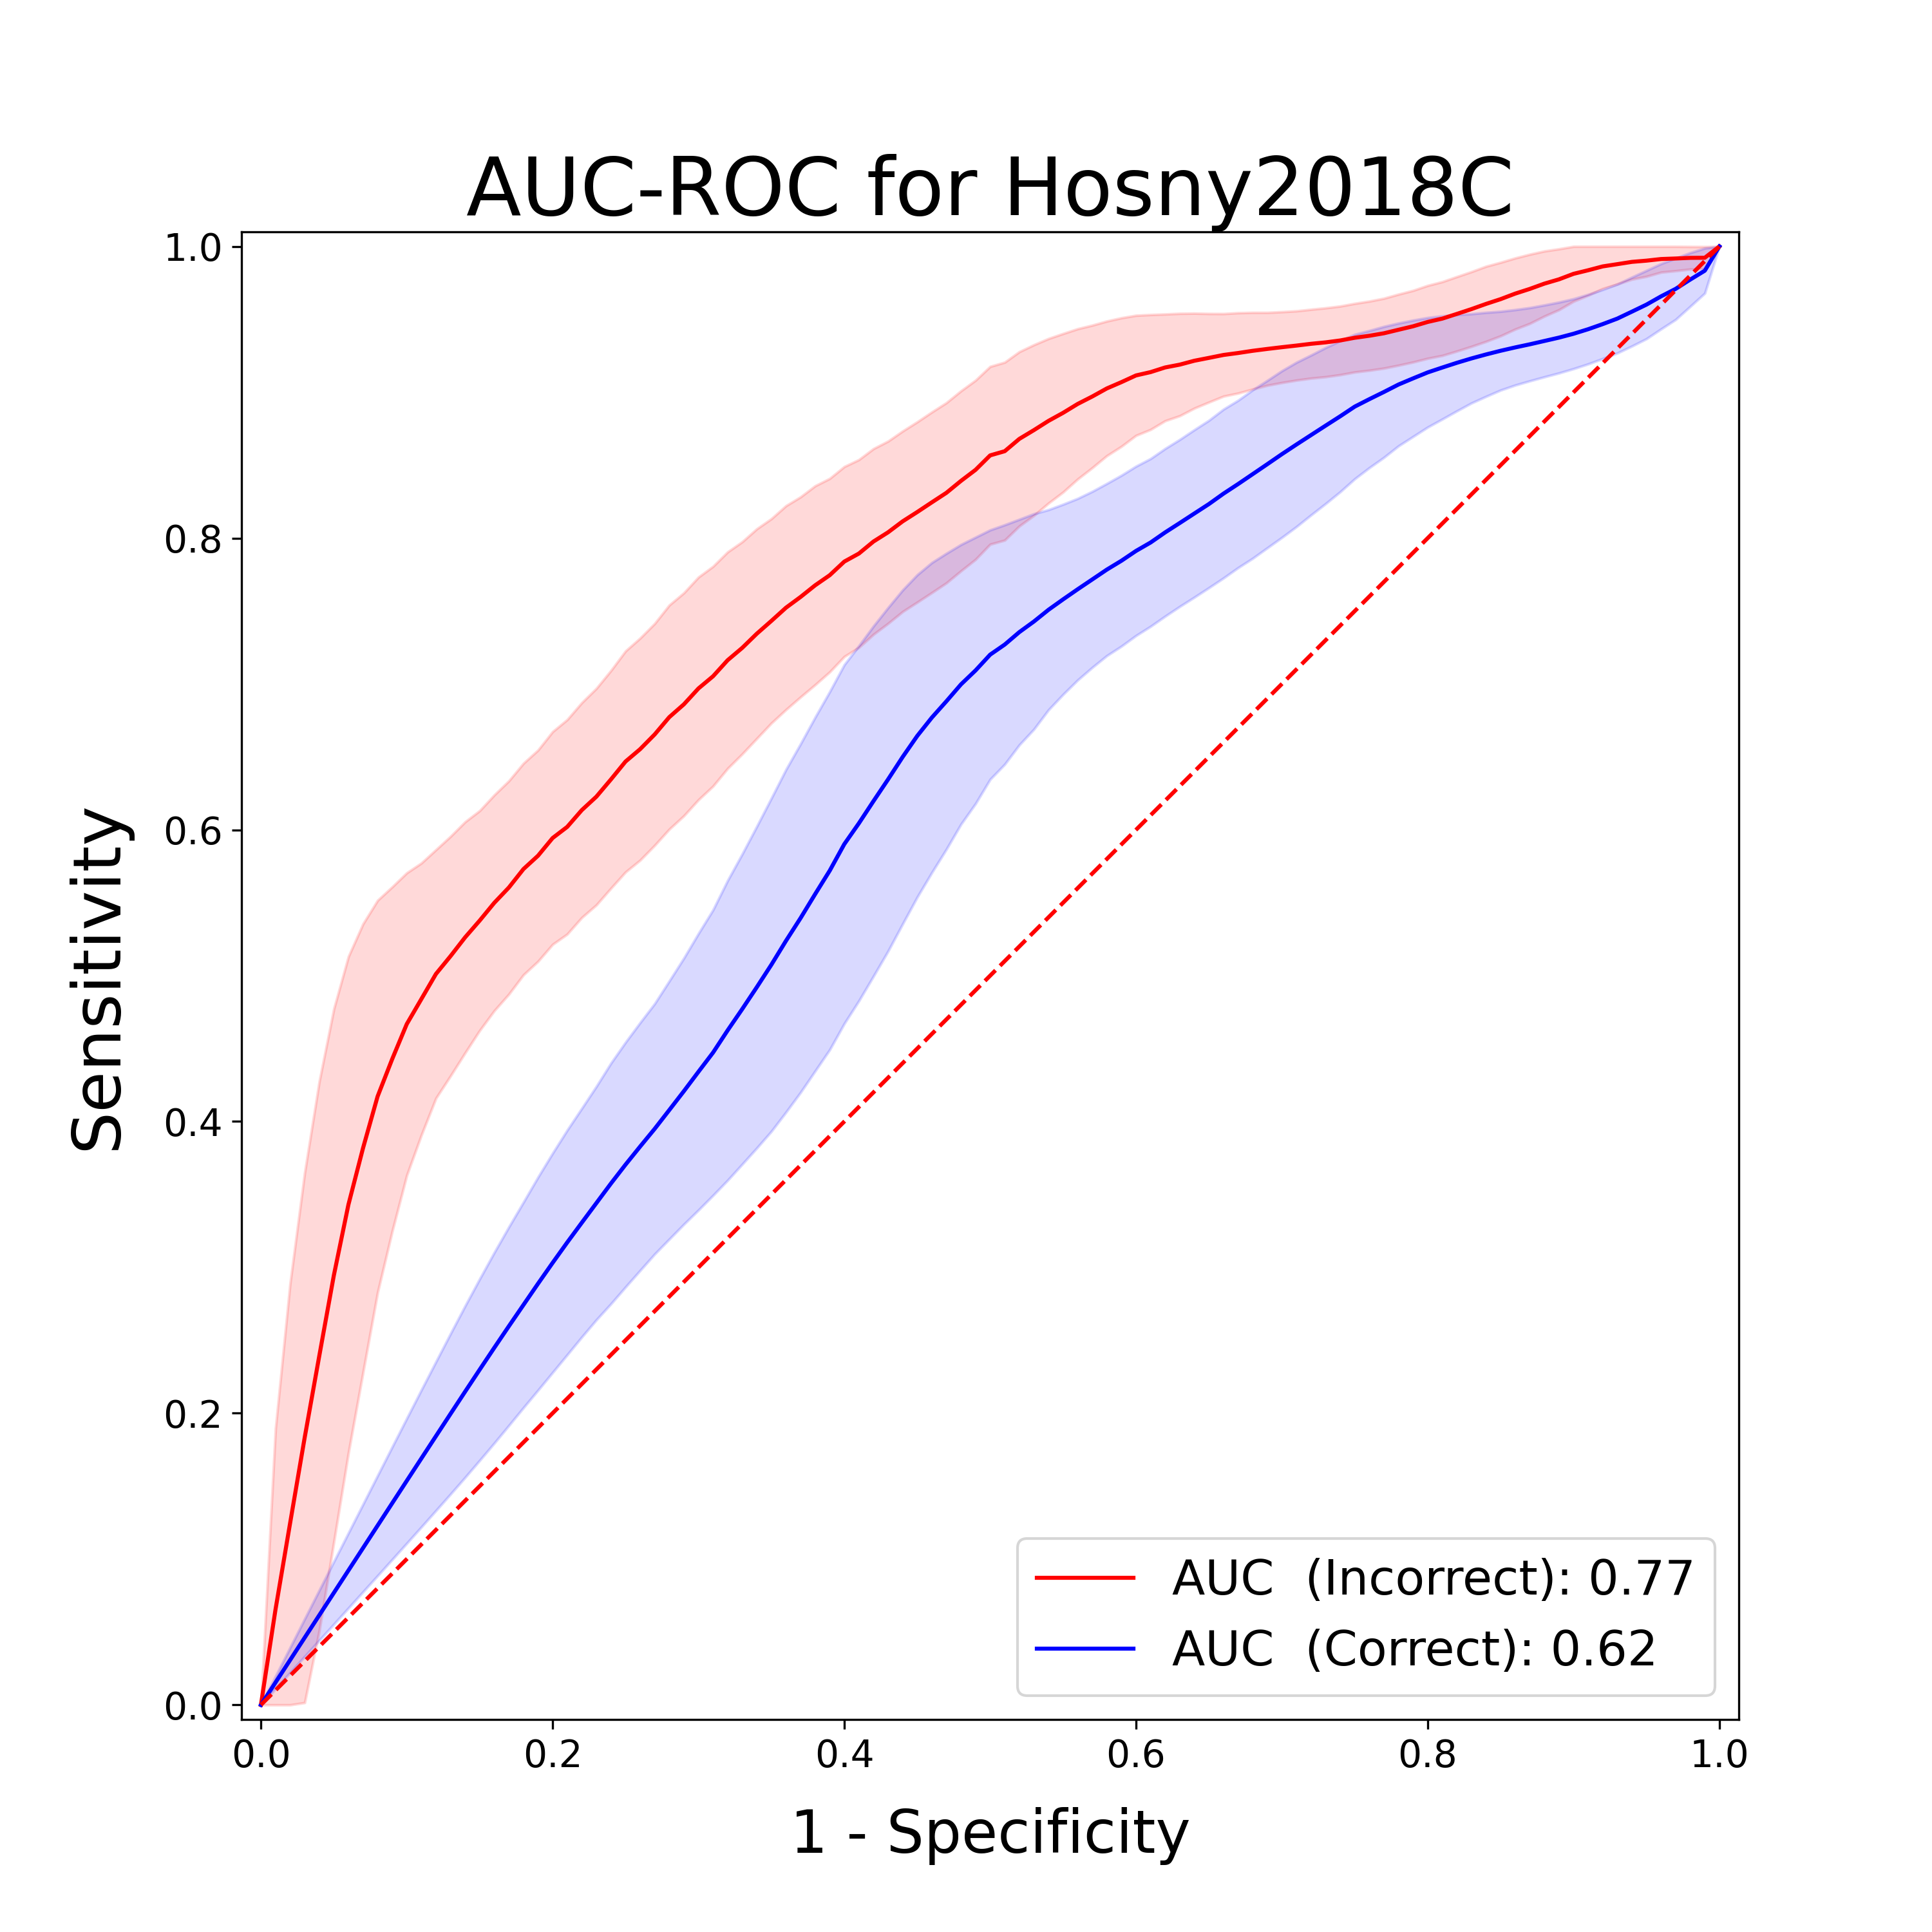 AUC-ROC for Hosny2018C
1.0
0.8
0.6
0.4
0.2
0.0
Sensitivity
0.0 0.2 0.4 0.6 0.8 1.0
1 - Specificity
AUC (Incorrect): 0.77
AUC (Correct): 0.62